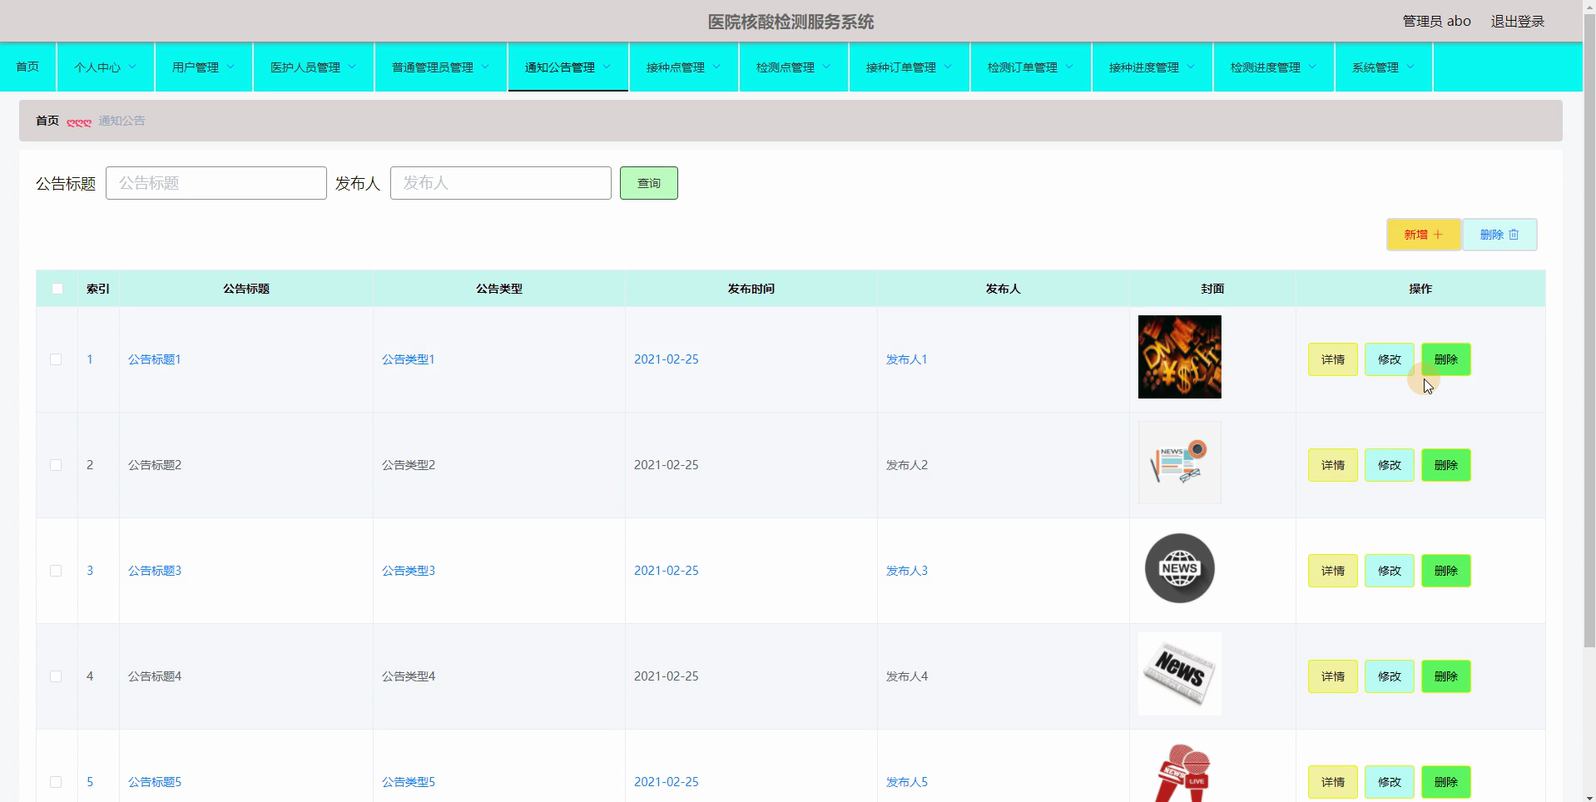 医院核酸检测服务系统
管理员 abo 退出登录
首页 个人中心 用户管理 医护人员管理 普通管理员管理 通知公告管理 接种点管理 检测点管理 接种订单管理 检测订单管理 接种进度管理 检测进度管理 系统管理
首页 ღღღ 通知公告
公告标题 公告标题 发布人 发布人 查询
新增 删除
索引 公告标题 公告类型 发布时间 发布人 封面 操作
1 公告标题1 公告类型1 2021-02-25 发布人1 详情 修改 删除
2 公告标题2 公告类型2 2021-02-25 发布人2 NEWS 详情 修改 删除
3 公告标题3 公告类型3 2021-02-25 发布人3 NEWS 详情 修改 删除
4 公告标题4 公告类型4 2021-02-25 发布人4 News 详情 修改 删除
5 公告标题5 公告类型5 2021-02-25 发布人5 LIVE 详情 修改 删除